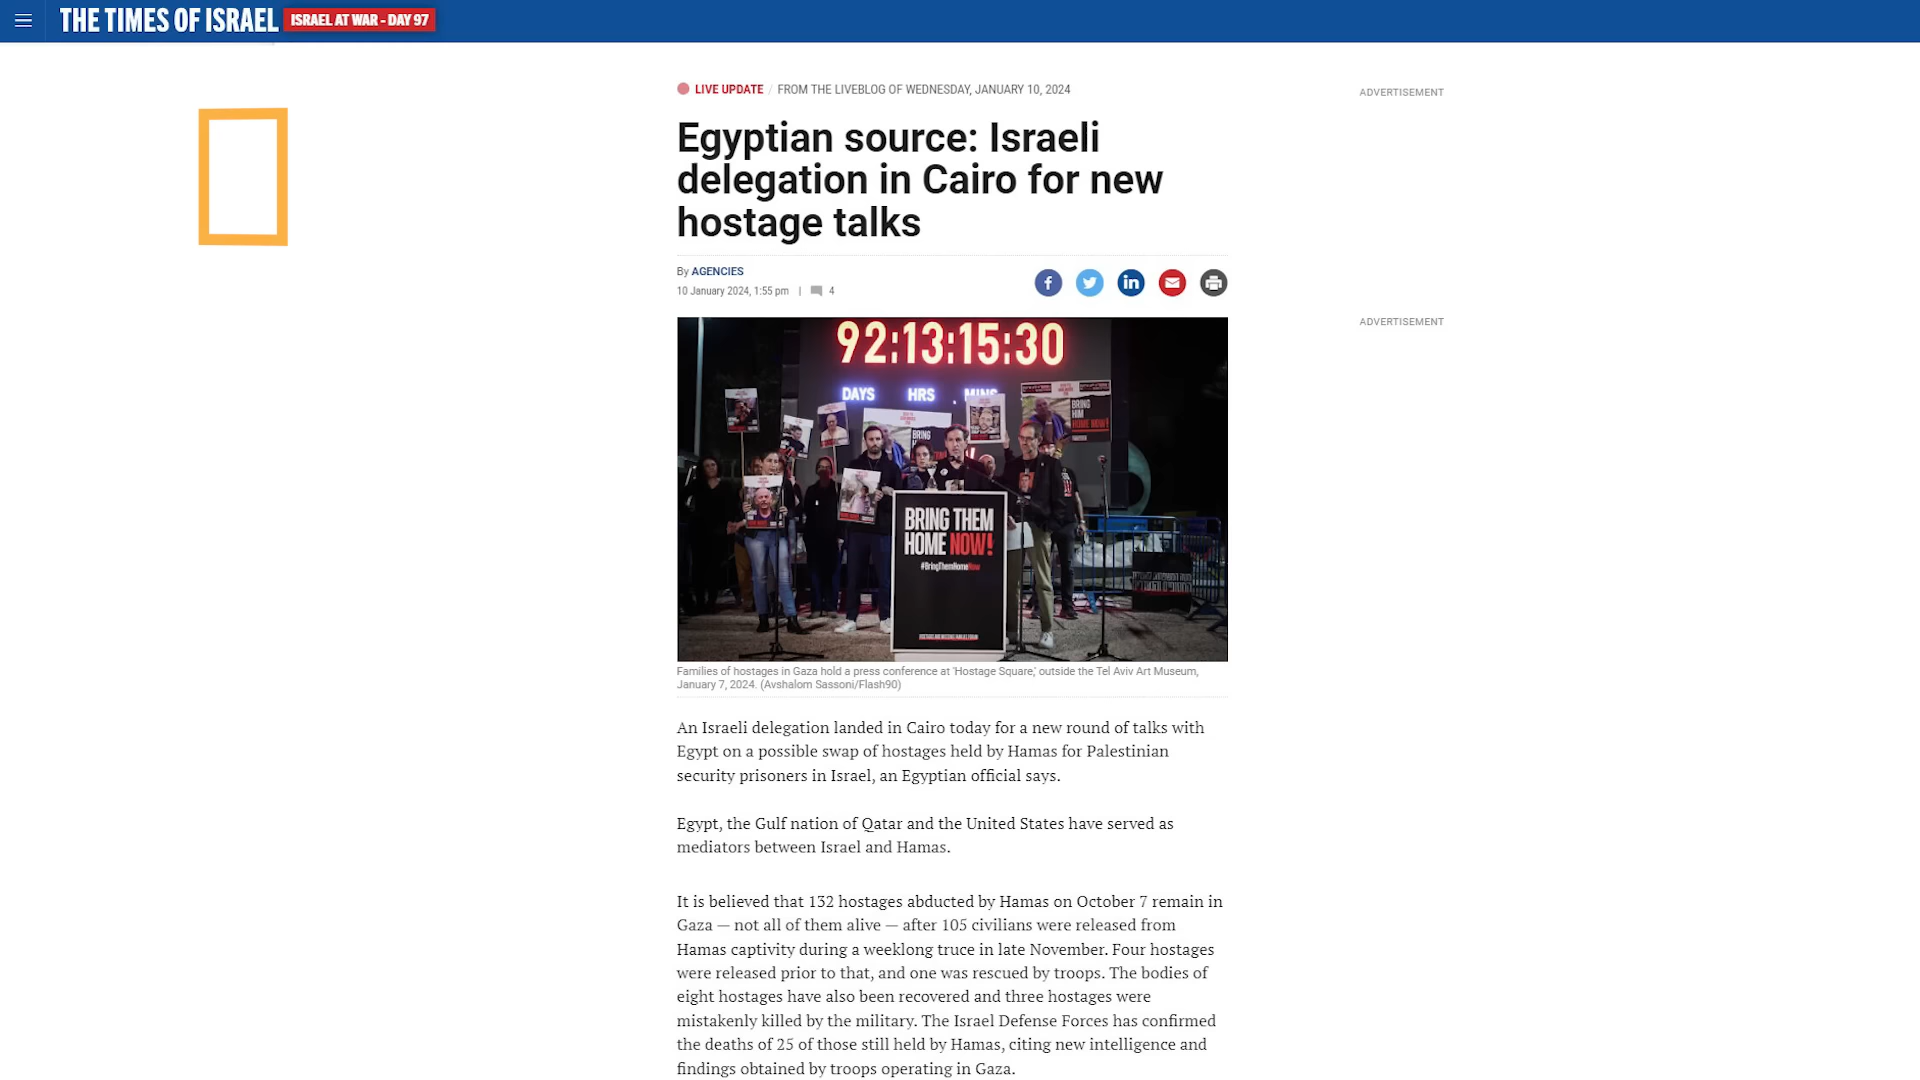 THE TIMES OF ISRAEL ISRAEL AT WAR - DAY 97
LIVE UPDATE / FROM THE LIVEBLOG OF WEDNESDAY, JANUARY 10, 2024
ADVERTISEMENT
Egyptian source: Israeli
delegation in Cairo for new
hostage talks
By AGENCIES
10 January 2024, 1:55 pm | 4
ADVERTISEMENT
92:13:15:30
DAYS HRS MINS
BRING
HIM
HOME NOW!
BRING
BRING THEM
HOME NOW!
#BringThemHomeNow
Families of hostages in Gaza hold a press conference at 'Hostage Square,' outside the Tel Aviv Art Museum,
January 7, 2024. (Avshalom Sassoni/Flash90)
An Israeli delegation landed in Cairo today for a new round of talks with
Egypt on a possible swap of hostages held by Hamas for Palestinian
security prisoners in Israel, an Egyptian official says.
Egypt, the Gulf nation of Qatar and the United States have served as
mediators between Israel and Hamas.
It is believed that 132 hostages abducted by Hamas on October 7 remain in
Gaza — not all of them alive — after 105 civilians were released from
Hamas captivity during a weeklong truce in late November. Four hostages
were released prior to that, and one was rescued by troops. The bodies of
eight hostages have also been recovered and three hostages were
mistakenly killed by the military. The Israel Defense Forces has confirmed
the deaths of 25 of those still held by Hamas, citing new intelligence and
findings obtained by troops operating in Gaza.